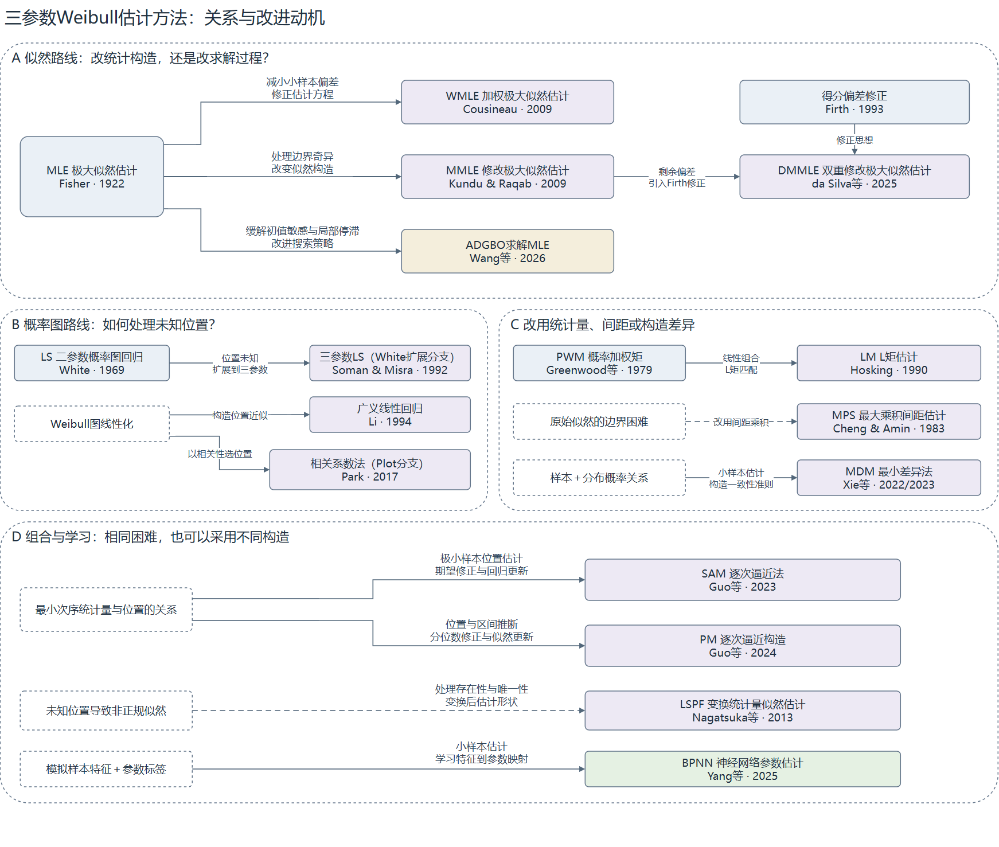 三参数Weibull估计方法：关系与改进动机
A 似然路线：改统计构造，还是改求解过程？
减小小样本偏差
修正估计方程
WMLE 加权极大似然估计
Cousineau · 2009
得分偏差修正
Firth · 1993
修正思想
MLE 极大似然估计
Fisher · 1922
处理边界奇异
改变似然构造
MMLE 修改极大似然估计
Kundu & Raqab · 2009
剩余偏差
引入Firth修正
DMMLE 双重修改极大似然估计
da Silva等 · 2025
缓解初值敏感与局部停滞
改进搜索策略
ADGBO求解MLE
Wang等 · 2026
B 概率图路线：如何处理未知位置？
LS 二参数概率图回归
White · 1969
位置未知
扩展到三参数
三参数LS（White扩展分支）
Soman & Misra · 1992
Weibull图线性化
构造位置近似
广义线性回归
Li · 1994
以相关性选位置
相关系数法（Plot分支）
Park · 2017
C 改用统计量、间距或构造差异
PWM 概率加权矩
Greenwood等 · 1979
线性组合
L矩匹配
LM L矩估计
Hosking · 1990
原始似然的边界困难
改用间距乘积
MPS 最大乘积间距估计
Cheng & Amin · 1983
样本＋分布概率关系
小样本估计
构造一致性准则
MDM 最小差异法
Xie等 · 2022/2023
D 组合与学习：相同困难，也可以采用不同构造
最小次序统计量与位置的关系
极小样本位置估计
期望修正与回归更新
SAM 逐次逼近法
Guo等 · 2023
位置与区间推断
分位数修正与似然更新
PM 逐次逼近构造
Guo等 · 2024
未知位置导致非正规似然
处理存在性与唯一性
变换后估计形状
LSPF 变换统计量似然估计
Nagatsuka等 · 2013
模拟样本特征＋参数标签
小样本估计
学习特征到参数映射
BPNN 神经网络参数估计
Yang等 · 2025